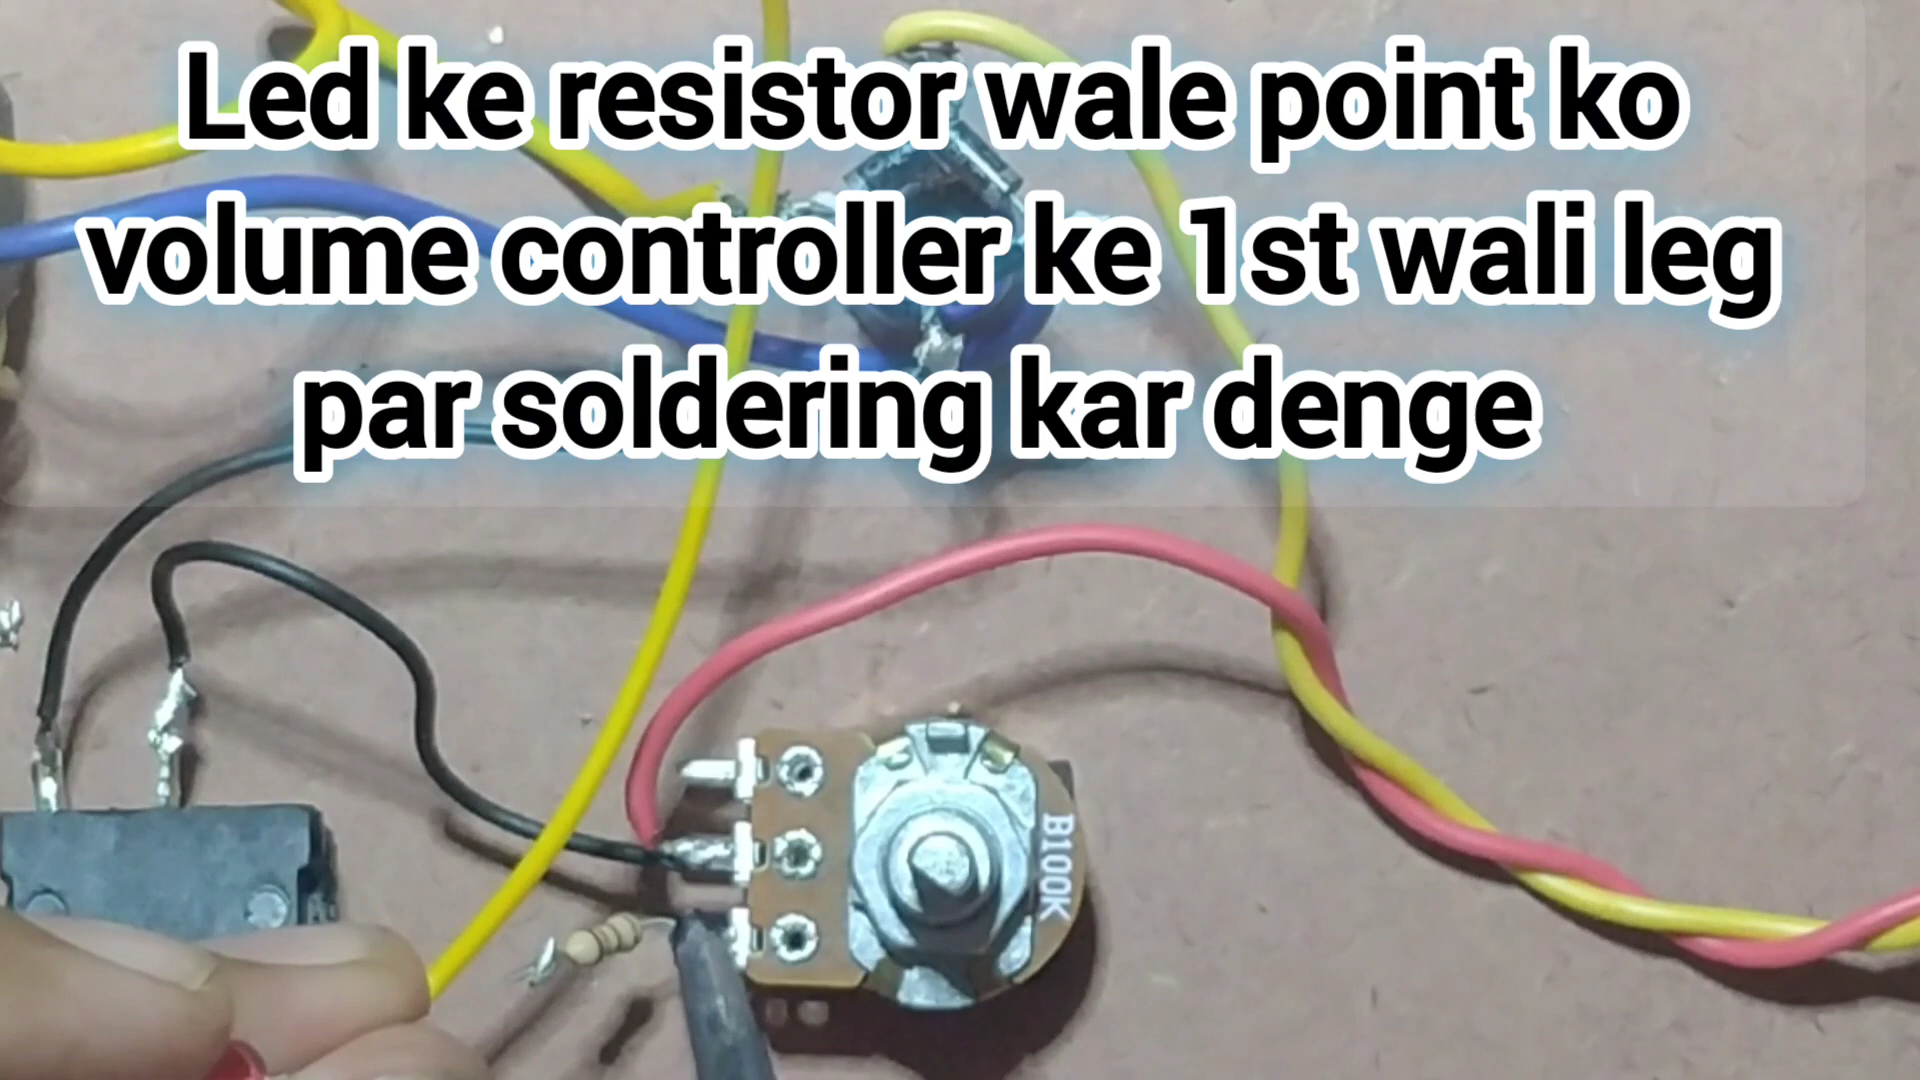 Led ke resistor wale point ko
volume controller ke 1st wali leg
par soldering kar denge
B100K